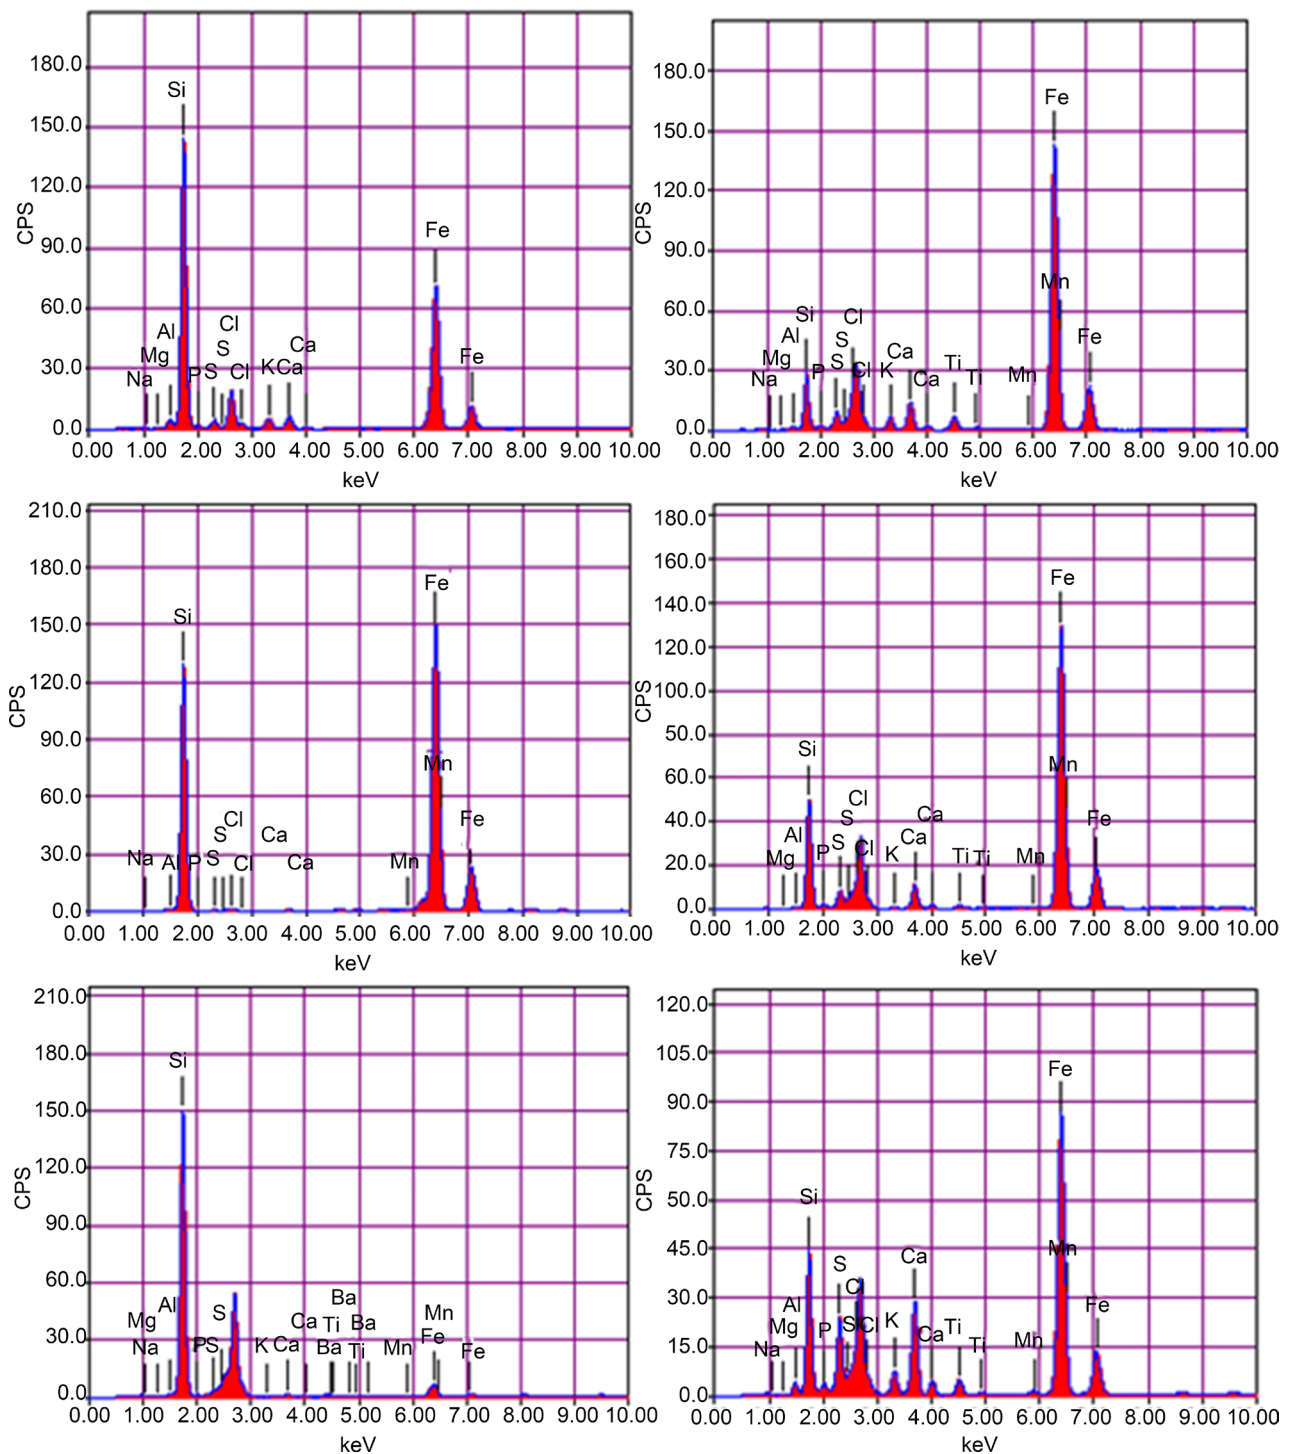 180.0
Si
150.0
120.0
CPS
90.0
Fe
60.0
Cl
Al
S
Ca
Mg
Fe
30.0
Na
P
S
Cl
K
Ca
0.0
0.00 1.00 2.00 3.00 4.00 5.00 6.00 7.00 8.00 9.00 10.00
keV
180.0
Fe
150.0
120.0
CPS
90.0
Mn
60.0
Si
Cl
Al
S
Fe
Ca
Mg
S
Ti
30.0
Na
P
Cl
K
Ca
Ti
Mn
0.0
0.00 1.00 2.00 3.00 4.00 5.00 6.00 7.00 8.00 9.00 10.00
keV
210.0
180.0
Fe
150.0
Si
120.0
CPS
90.0
Mn
60.0
Cl
Fe
S
Ca
30.0
Na
Al
P
S
Cl
Ca
Mn
0.0
0.00 1.00 2.00 3.00 4.00 5.00 6.00 7.00 8.00 9.00 10.00
keV
180.0
160.0
Fe
140.0
120.0
CPS
100.0
50.0
Si
60.0
Mn
Cl
40.0
S
Ca
Fe
Al
S
Ca
20.0
Mg
P
Cl
K
Ti
Ti
Mn
0.0
0.00 1.00 2.00 3.00 4.00 5.00 6.00 7.00 8.00 9.00 10.00
keV
210.0
180.0
Si
150.0
120.0
CPS
90.0
60.0
Ba
Al
S
Mn
Mg
Ca
Ti
Ba
30.0
Fe
Na
P
S
K
Ca
Ba
Ti
Mn
Fe
0.0
0.00 1.00 2.00 3.00 4.00 5.00 6.00 7.00 8.00 9.00 10.00
keV
120.0
105.0
Fe
90.0
75.0
CPS
60.0
Si
45.0
Mn
S
Ca
Cl
30.0
Al
Fe
Mg
P
S
Cl
K
Ca
Ti
15.0
Na
Ti
Mn
0.0
0.00 1.00 2.00 3.00 4.00 5.00 6.00 7.00 8.00 9.00 10.00
keV